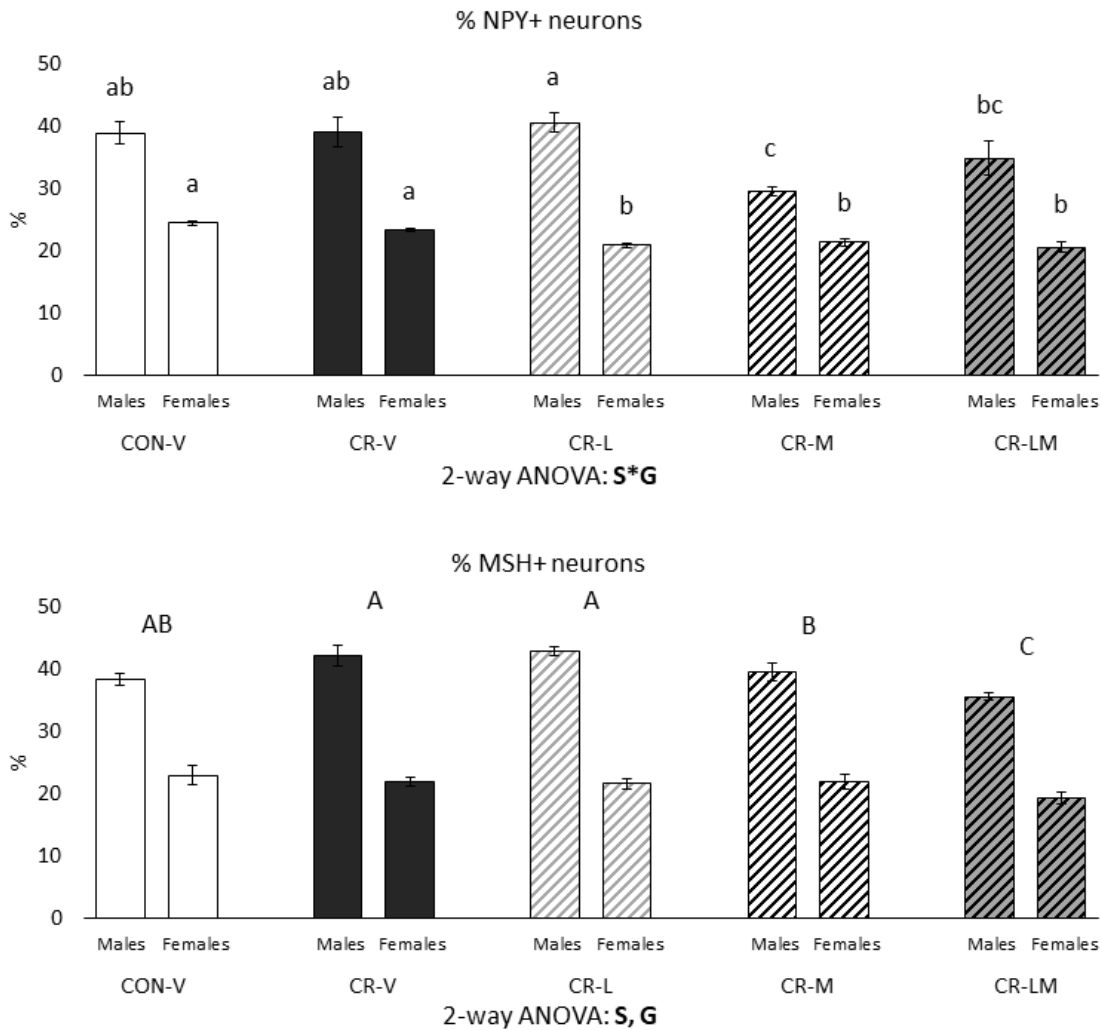 % NPY+ neurons
50
40
30
20
10
0
%
ab
a
ab
a
a
b
c
b
bc
b
Males Females Males Females Males Females Males Females Males Females
CON-V CR-V CR-L CR-M CR-LM
2-way ANOVA: S*G
% MSH+ neurons
50
40
30
20
10
0
%
AB
A
A
B
C
Males Females Males Females Males Females Males Females Males Females
CON-V CR-V CR-L CR-M CR-LM
2-way ANOVA: S, G